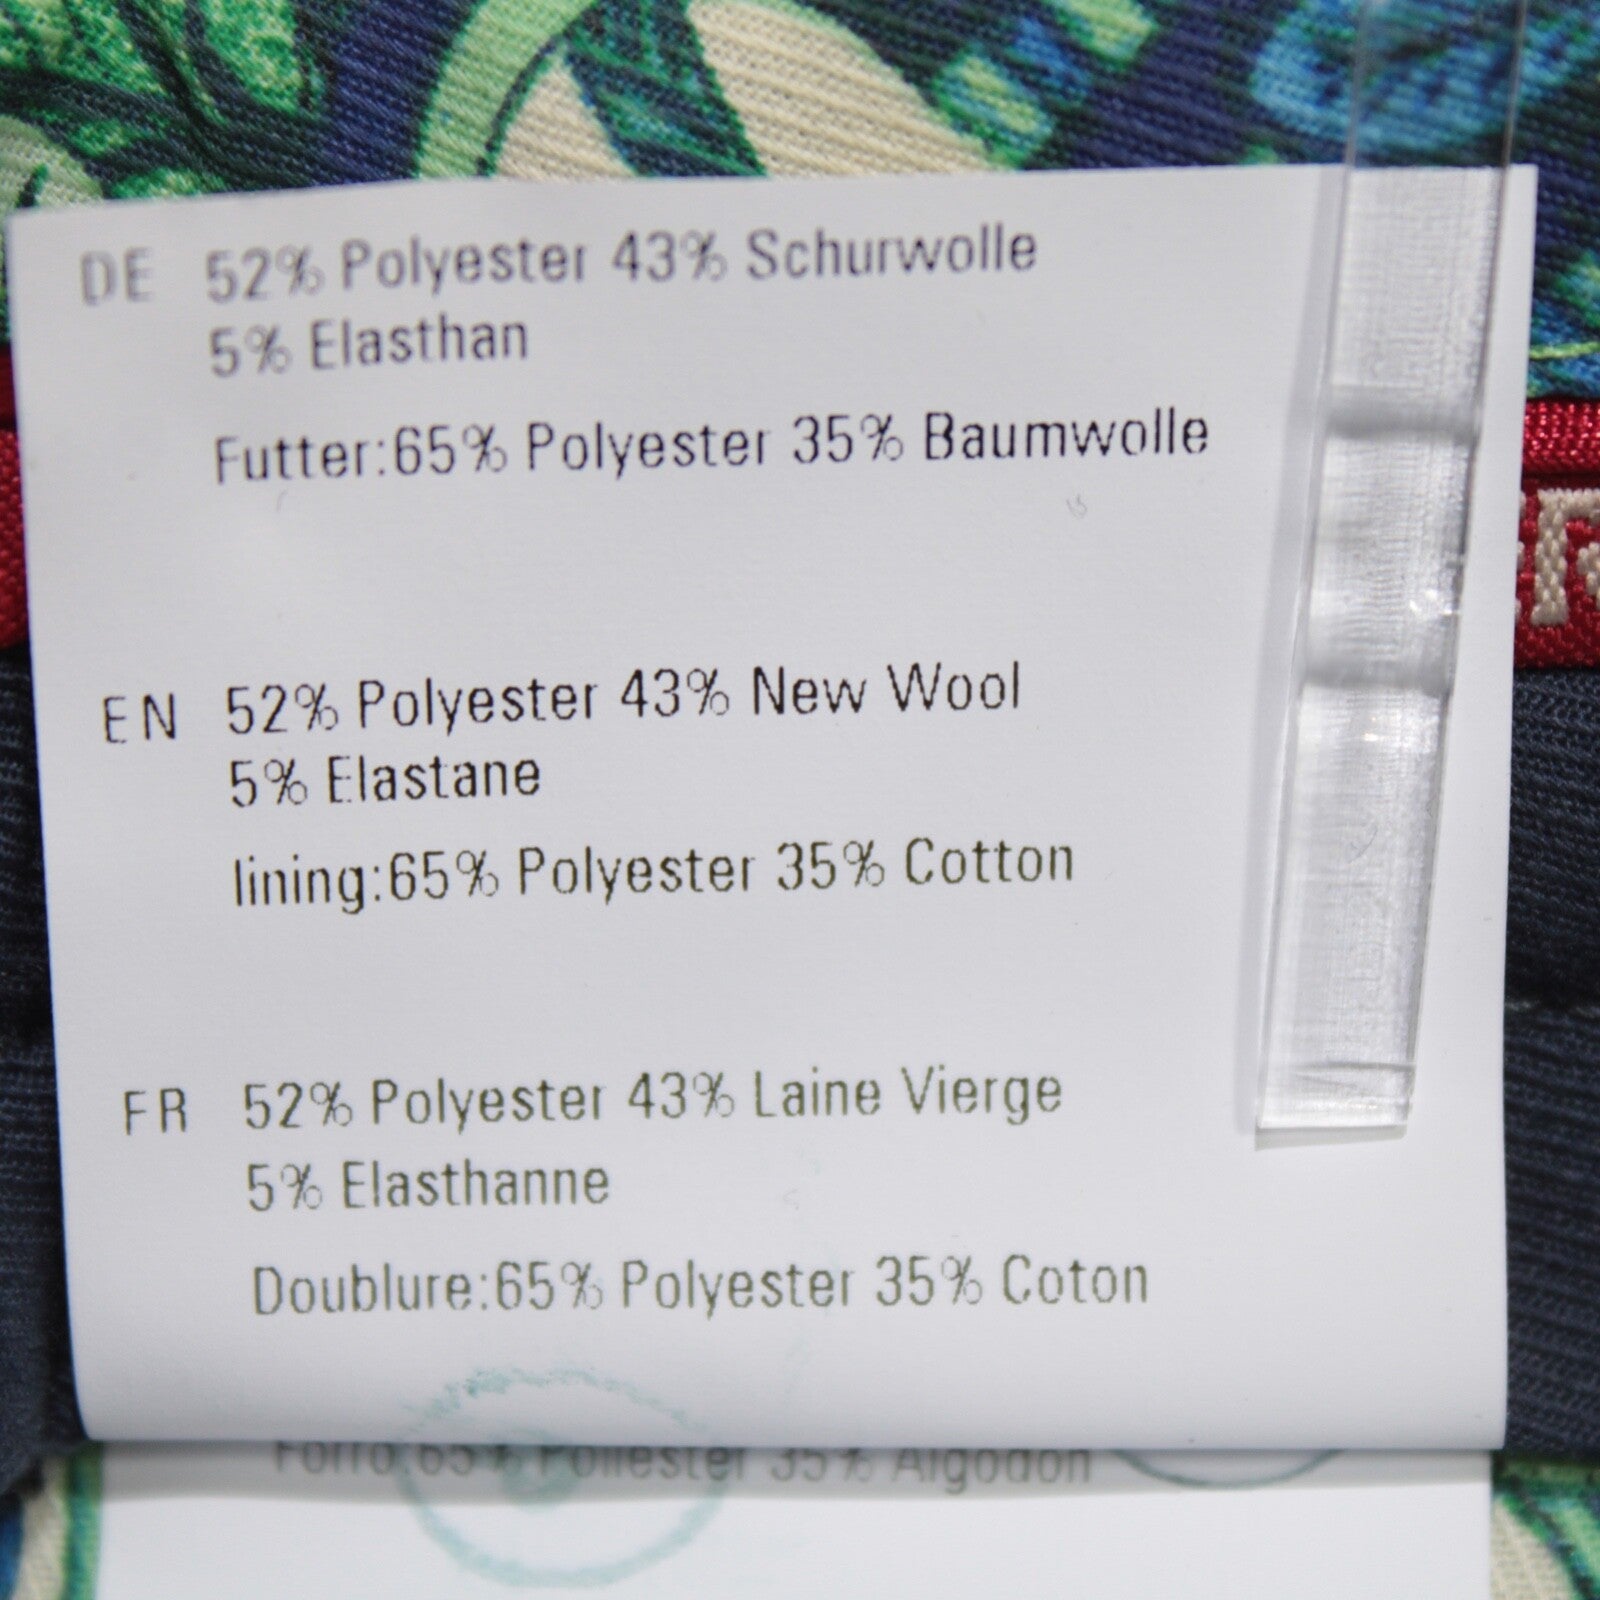 DE 52% Polyester 43% Schurwolle
5% Elasthan
Futter:65% Polyester 35% Baumwolle
EN 52% Polyester 43% New Wool
5% Elastane
lining:65% Polyester 35% Cotton
FR 52% Polyester 43% Laine Vierge
5% Elasthanne
Doublure:65% Polyester 35% Coton
Forro:65% Poliester 35% Algodon